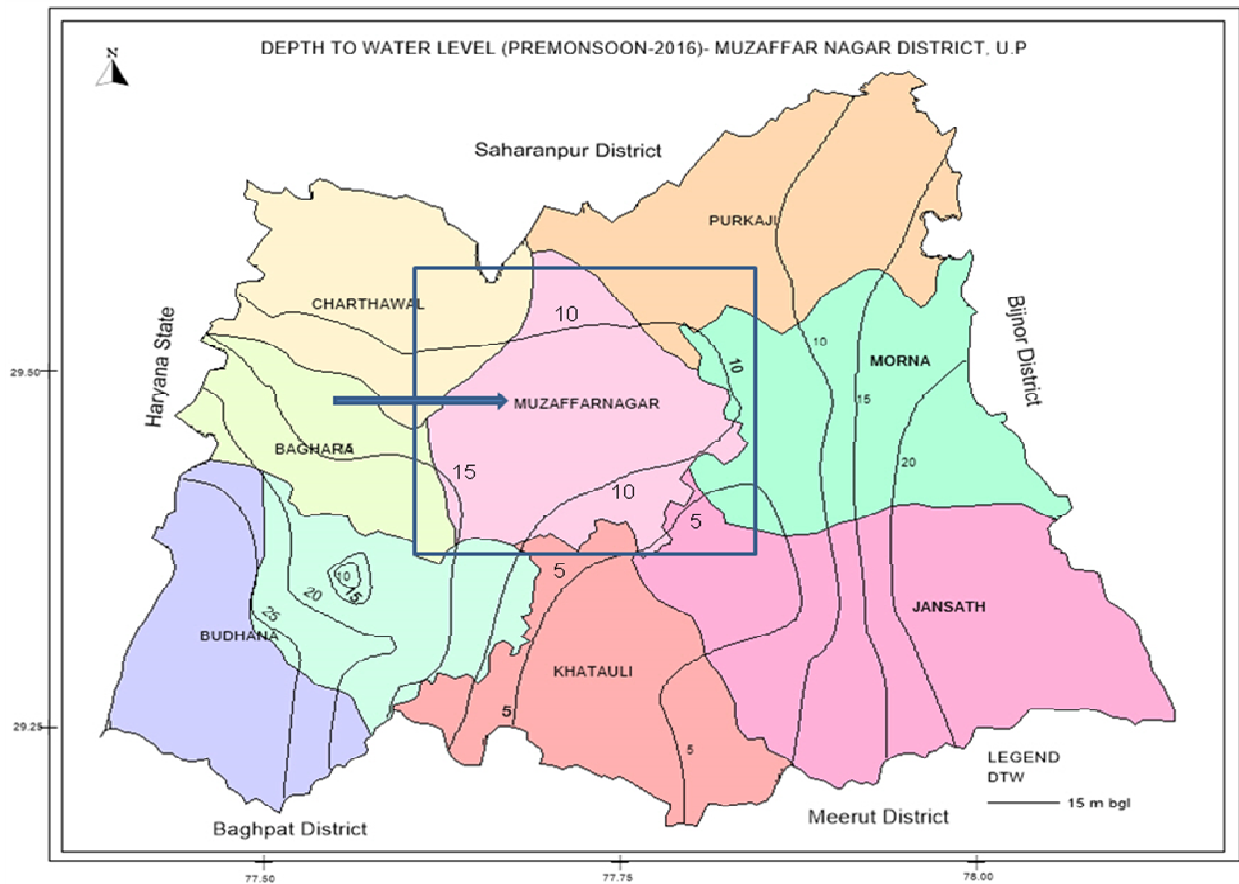 N
DEPTH TO WATER LEVEL (PREMONSOON-2016)- MUZAFFAR NAGAR DISTRICT, U.P
Saharanpur District
PURKAJI
CHARTHAWAL
10
Haryana State
Bijnor District
10
MORNA
10
29.50
15
MUZAFFARNAGAR
BAGHARA
15
20
10
5
5
10
15
20
25
BUDHANA
JANSATH
KHATAULI
5
29.25
5
LEGEND
DTW
15 m bgl
Meerut District
Baghpat District
77.50
77.75
78.00